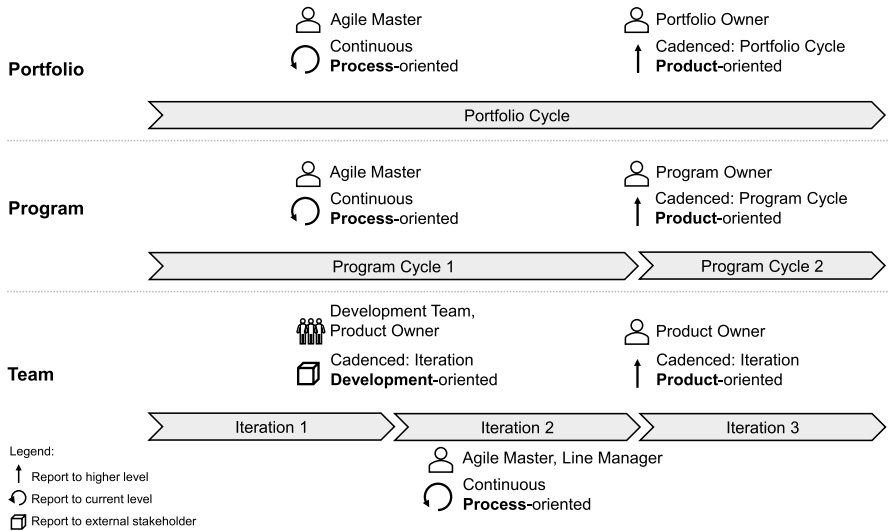 Portfolio
Agile Master
Continuous
Process-oriented
Portfolio Owner
Cadenced: Portfolio Cycle
Product-oriented
Portfolio Cycle
Program
Agile Master
Continuous
Process-oriented
Program Owner
Cadenced: Program Cycle
Product-oriented
Program Cycle 1
Program Cycle 2
Team
Development Team,
Product Owner
Cadenced: Iteration
Development-oriented
Product Owner
Cadenced: Iteration
Product-oriented
Iteration 1
Iteration 2
Iteration 3
Agile Master, Line Manager
Continuous
Process-oriented
Legend:
Report to higher level
Report to current level
Report to external stakeholder